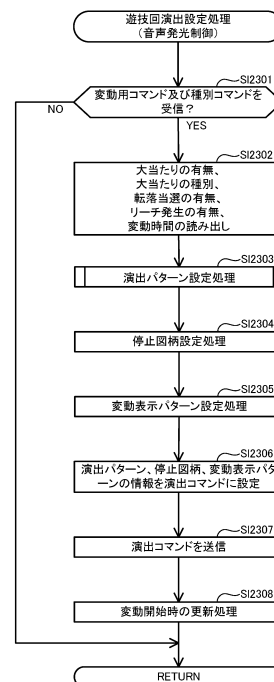 遊技回演出設定処理
(音声発光制御)
SI2301
変動用コマンド及び種別コマンドを
受信?
NO
YES
SI2302
大当たりの有無、
大当たりの種別、
転落当選の有無、
リーチ発生の有無、
変動時間の読み出し
SI2303
演出パターン設定処理
SI2304
停止図柄設定処理
SI2305
変動表示パターン設定処理
SI2306
演出パターン、停止図柄、変動表示パタ
ーンの情報を演出コマンドに設定
SI2307
演出コマンドを送信
SI2308
変動開始時の更新処理
RETURN